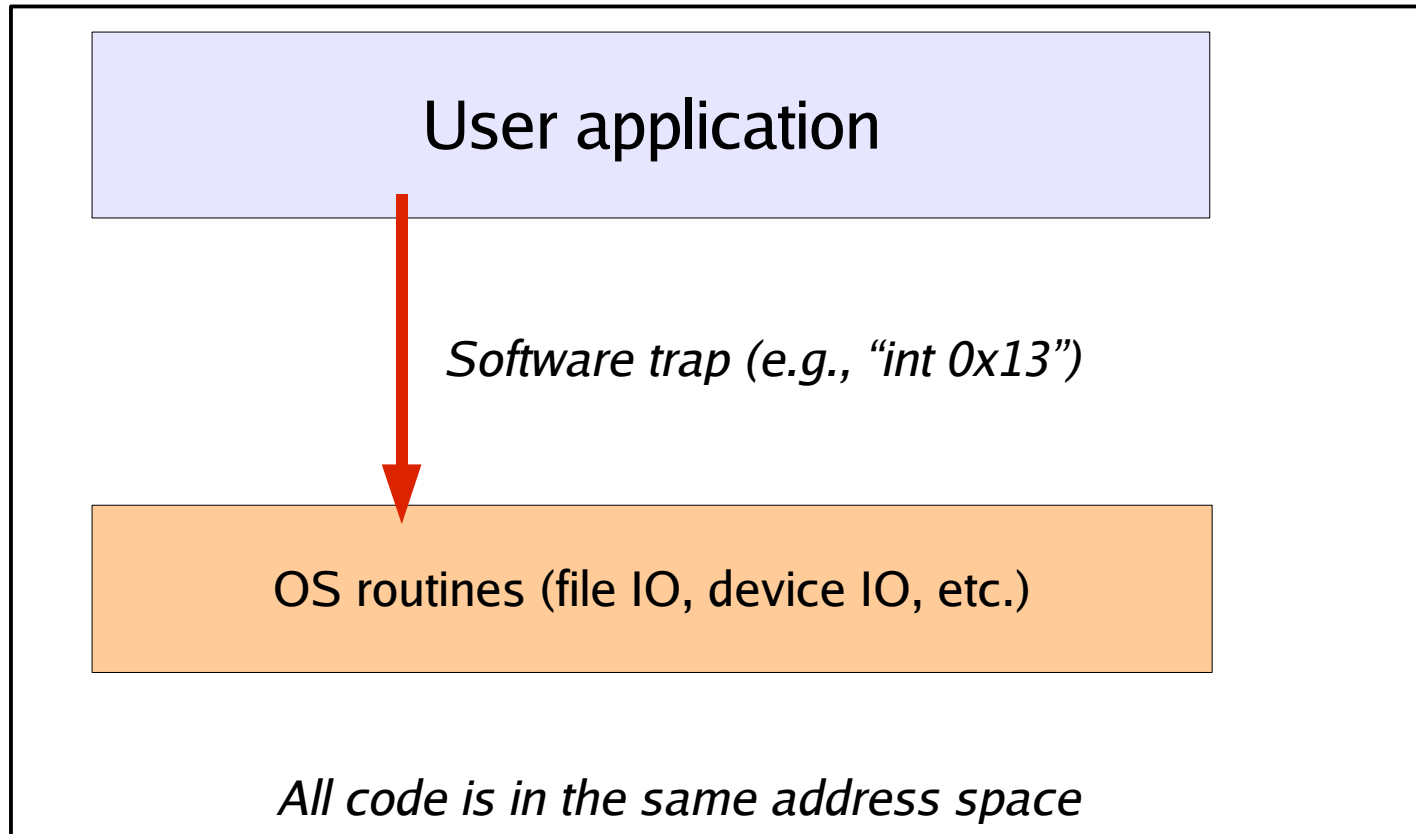 User application
Software trap (e.g., “int 0x13”)
OS routines (file IO, device IO, etc.)
All code is in the same address space